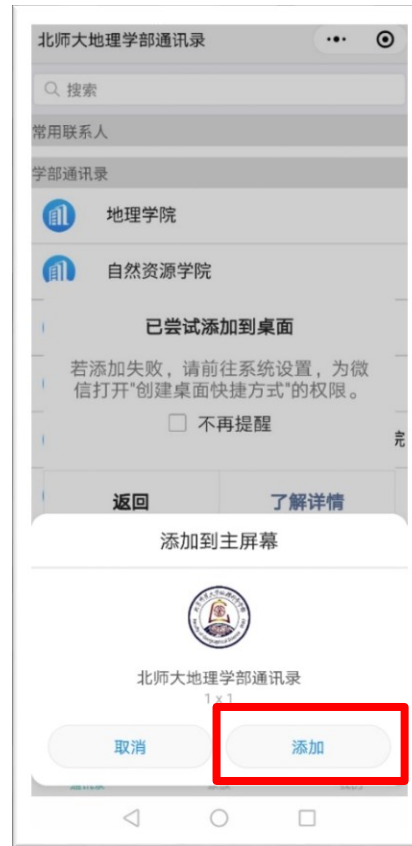 北师大地理学部通讯录
搜索
常用联系人
学部通讯录
地理学院
自然资源学院
已尝试添加到桌面
若添加失败，请前往系统设置，为微
信打开"创建桌面快捷方式"的权限。
不再提醒
院
返回
了解详情
添加到主屏幕
北师大地理学部通讯录
1 x 1
取消
添加
通讯录